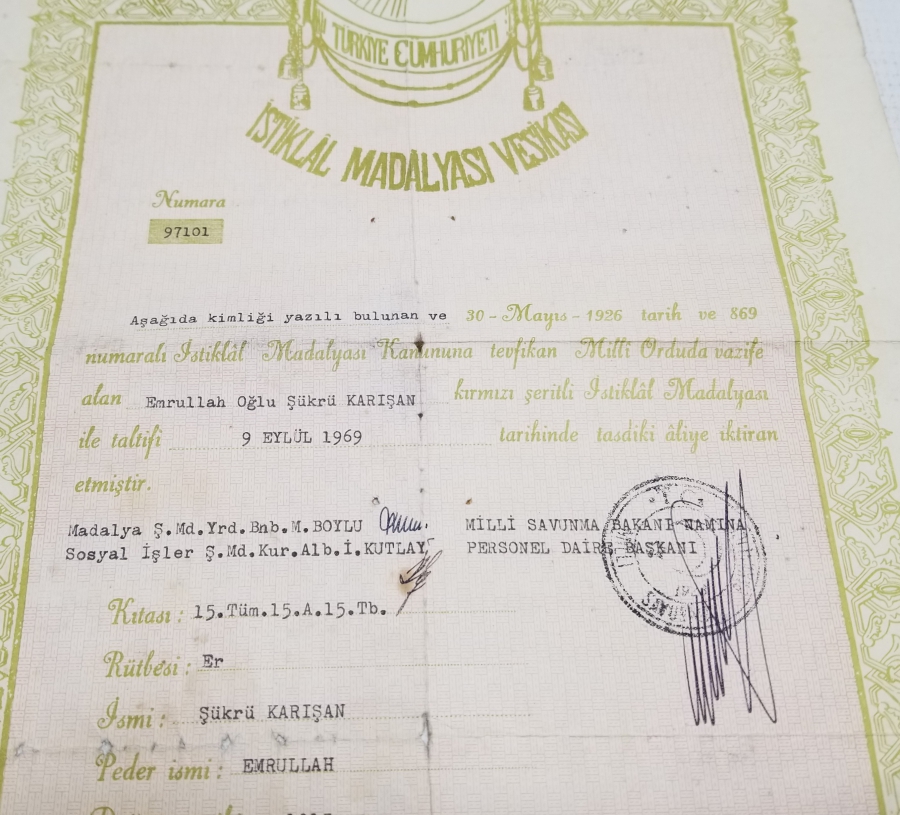 TÜRKİYE CUMHURİYETİ
İSTİKLÂL MADALYASI VESİKASI
Numara
97101
Aşağıda kimliği yazılı bulunan ve 30-Mayıs-1926 tarih ve 869
numaralı İstiklâl Madalyası Kanununa tevfikan Millî Orduda vazife
alan Emrullah Oğlu Şükrü KARIŞAN kırmızı şeritli İstiklâl Madalyası
ile taltifi 9 EYLÜL 1969 tarihinde tasdiki âliye iktiran
etmiştir.
Madalya Ş.Md.Yrd.Bnb.M.BOYLU
Sosyal İşler Ş.Md.Kur.Alb.İ.KUTLAY
MİLLİ SAVUNMA BAKANI NAMINA
PERSONEL DAİRE BAŞKANI
T C
Kıtası : 15.Tüm.15.A.15.Tb.
Rütbesi : Er
İsmi : Şükrü KARIŞAN
Peder ismi : EMRULLAH